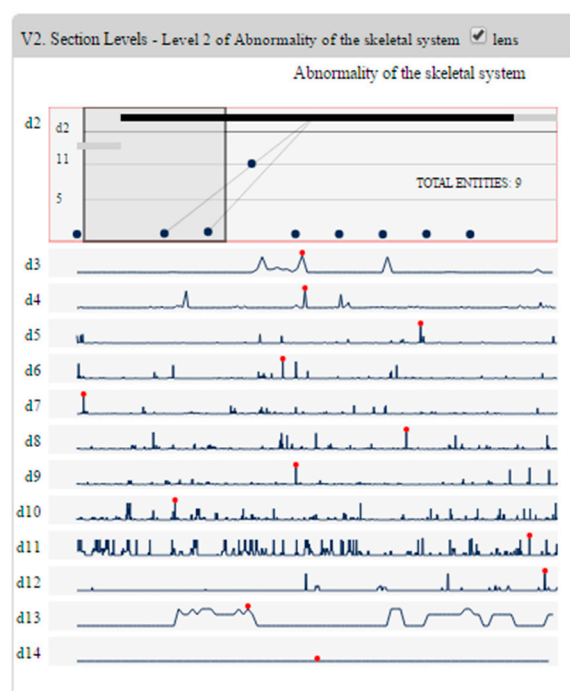 V2. Section Levels - Level 2 of Abnormality of the skeletal system lens
Abnormality of the skeletal system
d2
d2
11
TOTAL ENTITIES: 9
5
d3
d4
d5
d6
d7
d8
d9
d10
d11
d12
d13
d14